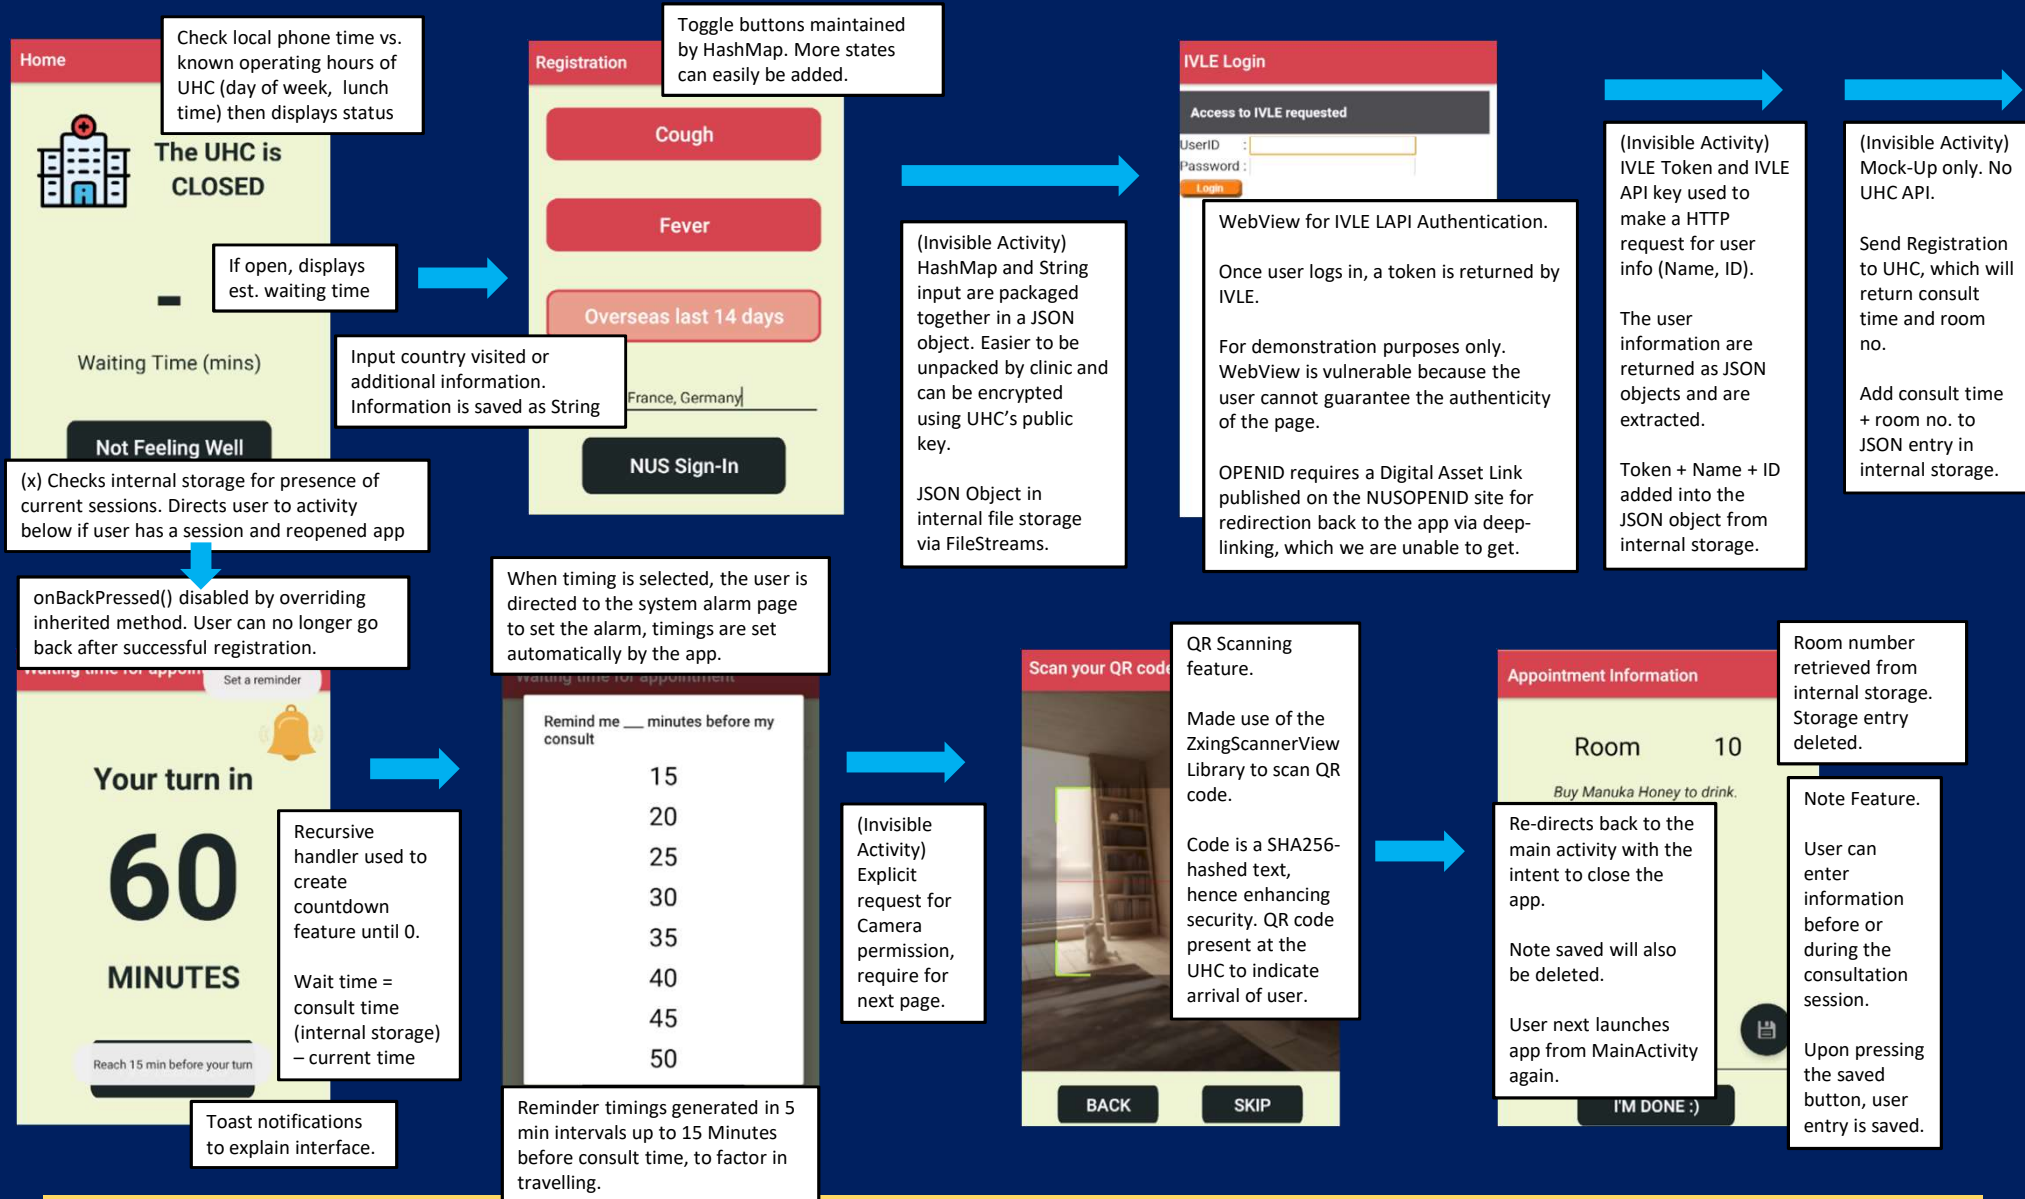 Home
Check local phone time vs.
known operating hours of
UHC (day of week, lunch
time) then displays status
The UHC is
CLOSED
If open, displays
est. waiting time
-
Waiting Time (mins)
Not Feeling Well
(x) Checks internal storage for presence of
current sessions. Directs user to activity
below if user has a session and reopened app
Registration
Toggle buttons maintained
by HashMap. More states
can easily be added.
Cough
Fever
Overseas last 14 days
Input country visited or
additional information.
Information is saved as String
France, Germany
NUS Sign-In
(Invisible Activity)
HashMap and String
input are packaged
together in a JSON
object. Easier to be
unpacked by clinic and
can be encrypted
using UHC's public
key.
JSON Object in
internal file storage
via FileStreams.
IVLE Login
Access to IVLE requested
UserID :
Password :
Login
WebView for IVLE LAPI Authentication.
Once user logs in, a token is returned by
IVLE.
For demonstration purposes only.
WebView is vulnerable because the
user cannot guarantee the authenticity
of the page.
OPENID requires a Digital Asset Link
published on the NUSOPENID site for
redirection back to the app via deep-
linking, which we are unable to get.
(Invisible Activity)
IVLE Token and IVLE
API key used to
make a HTTP
request for user
info (Name, ID).
The user
information are
returned as JSON
objects and are
extracted.
Token + Name + ID
added into the
JSON object from
internal storage.
(Invisible Activity)
Mock-Up only. No
UHC API.
Send Registration
to UHC, which will
return consult
time and room
no.
Add consult time
+ room no. to
JSON entry in
internal storage.
onBackPressed() disabled by overriding
inherited method. User can no longer go
back after successful registration.
Waiting time for appoin
Set a reminder
Your turn in
60
MINUTES
Recursive
handler used to
create
countdown
feature until 0.
Wait time =
consult time
(internal storage)
– current time
Reach 15 min before your turn
Toast notifications
to explain interface.
When timing is selected, the user is
directed to the system alarm page
to set the alarm, timings are set
automatically by the app.
Waiting time for appointment
Remind me ___ minutes before my
consult
15
20
25
30
35
40
45
50
Reminder timings generated in 5
min intervals up to 15 Minutes
before consult time, to factor in
travelling.
(Invisible
Activity)
Explicit
request for
Camera
permission,
require for
next page.
Scan your QR code
QR Scanning
feature.
Made use of the
ZxingScannerView
Library to scan QR
code.
Code is a SHA256-
hashed text,
hence enhancing
security. QR code
present at the
UHC to indicate
arrival of user.
BACK
SKIP
Appointment Information
Room number
retrieved from
internal storage.
Storage entry
deleted.
Room 10
Buy Manuka Honey to drink.
Re-directs back to the
main activity with the
intent to close the
app.
Note saved will also
be deleted.
User next launches
app from MainActivity
again.
I'M DONE :)
Note Feature.
User can
enter
information
before or
during the
consultation
session.
Upon pressing
the saved
button, user
entry is saved.